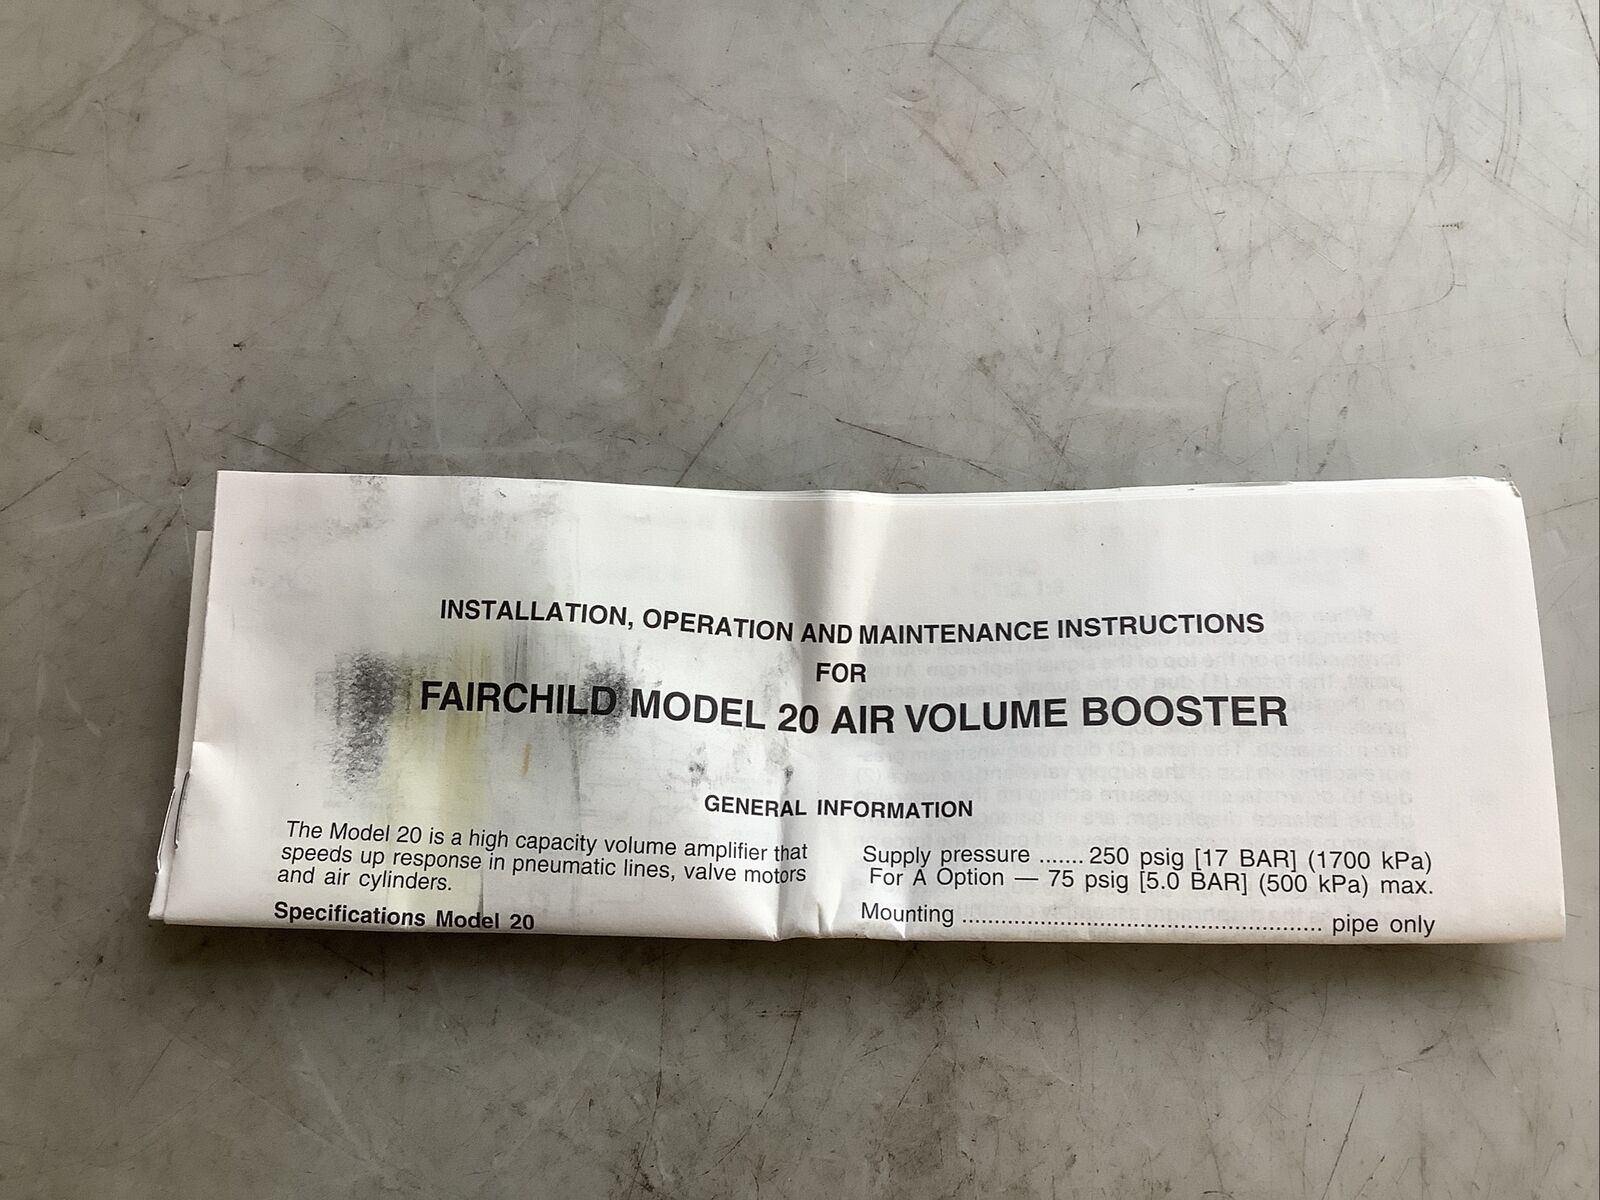 INSTALLATION, OPERATION AND MAINTENANCE INSTRUCTIONS
FOR
FAIRCHILD MODEL 20 AIR VOLUME BOOSTER
GENERAL INFORMATION
The Model 20 is a high capacity volume amplifier that
speeds up response in pneumatic lines, valve motors
and air cylinders.
Specifications Model 20
Supply pressure ....... 250 psig [17 BAR] (1700 kPa)
For A Option — 75 psig [5.0 BAR] (500 kPa) max.
Mounting ........................................................ pipe only